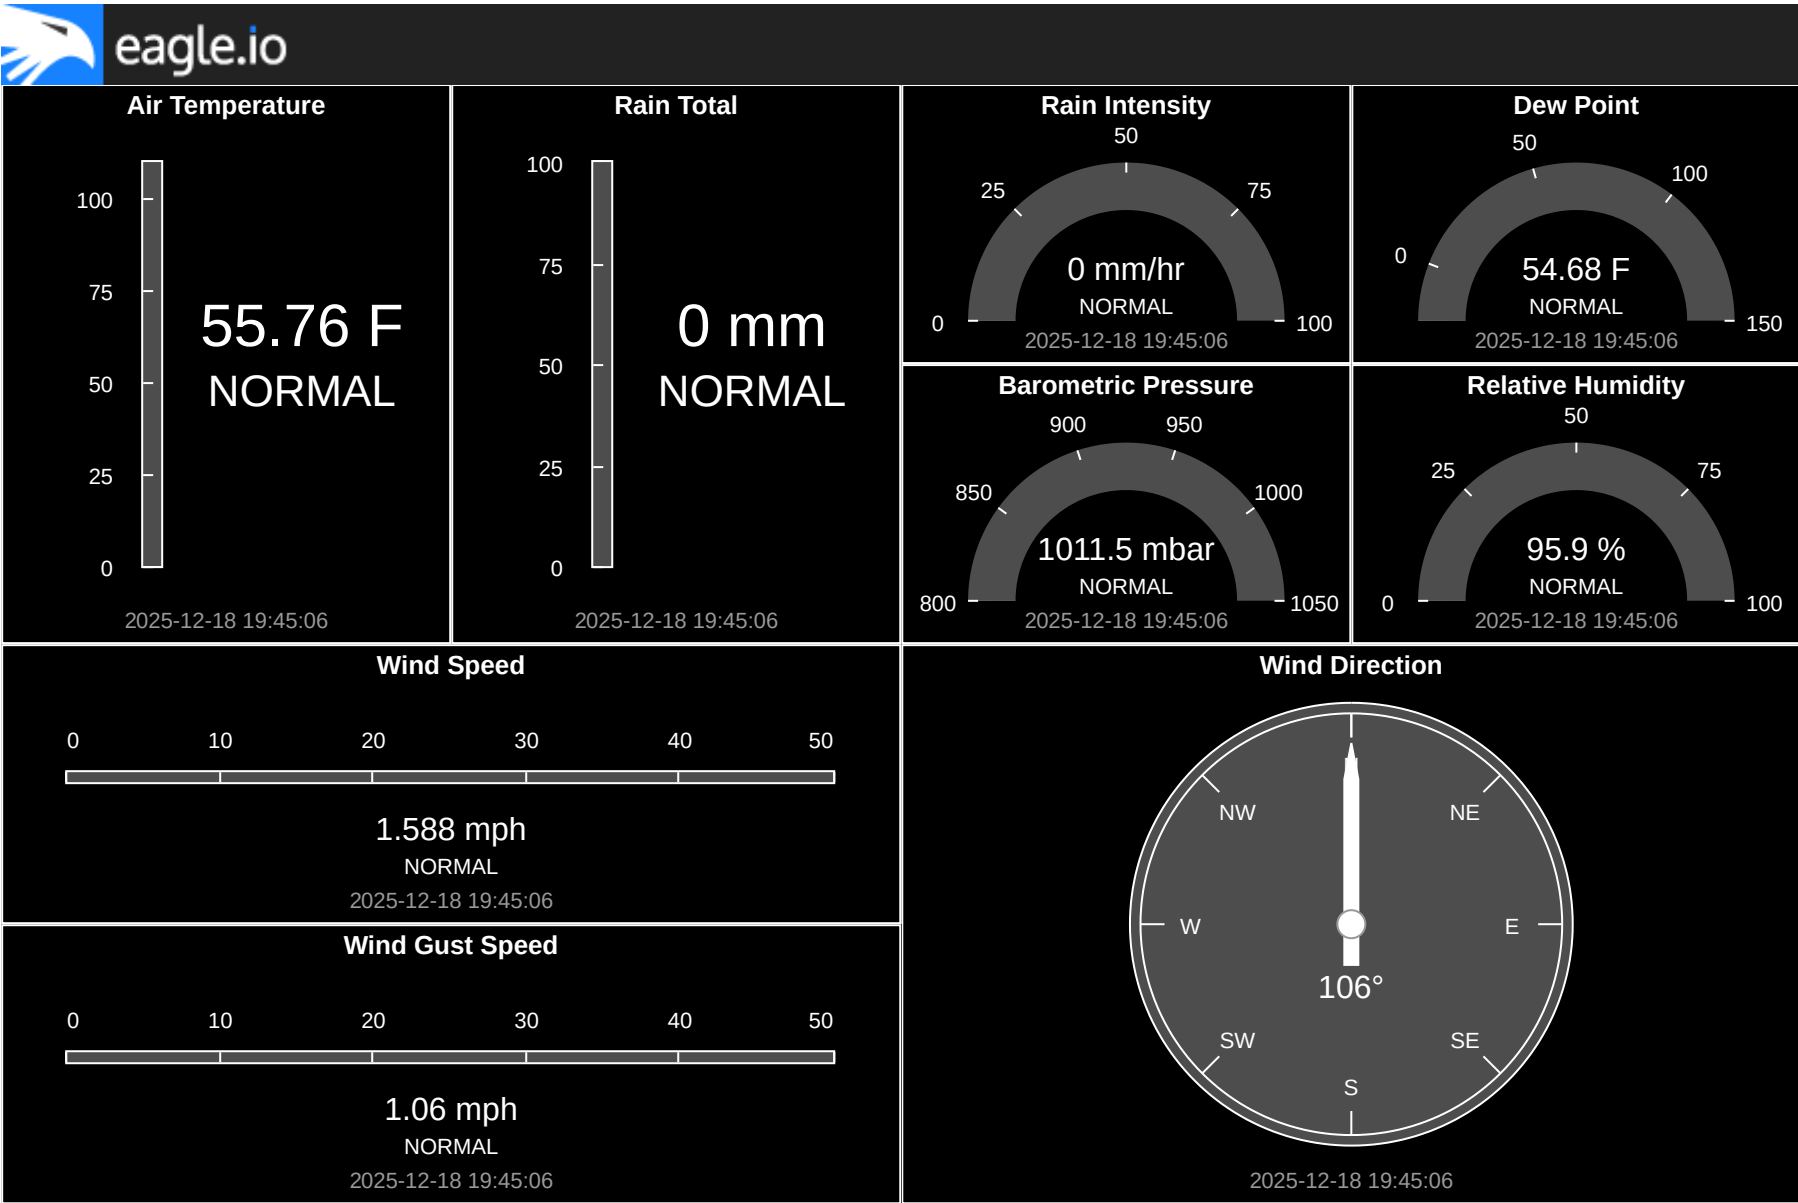 eagle.io
Air Temperature
100
75
50
25
0
55.76 F
NORMAL
2025-12-18 19:45:06
Rain Total
100
75
50
25
0
0 mm
NORMAL
2025-12-18 19:45:06
Rain Intensity
50
25
75
0
100
0 mm/hr
NORMAL
2025-12-18 19:45:06
Dew Point
50
100
0
150
54.68 F
NORMAL
2025-12-18 19:45:06
Barometric Pressure
900
950
850
1000
800
1050
1011.5 mbar
NORMAL
2025-12-18 19:45:06
Relative Humidity
50
25
75
0
100
95.9 %
NORMAL
2025-12-18 19:45:06
Wind Speed
0 10 20 30 40 50
1.588 mph
NORMAL
2025-12-18 19:45:06
Wind Gust Speed
0 10 20 30 40 50
1.06 mph
NORMAL
2025-12-18 19:45:06
Wind Direction
NW NE
W E
106°
SW SE
S
2025-12-18 19:45:06